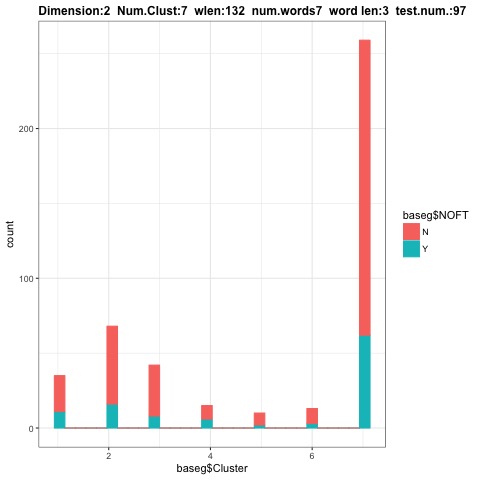 Dimension:2 Num.Clust:7 wlen:132 num.words7 word len:3 test.num.:97
200
100
0
count
2
4
6
baseg$Cluster
baseg$NOFT
N
Y